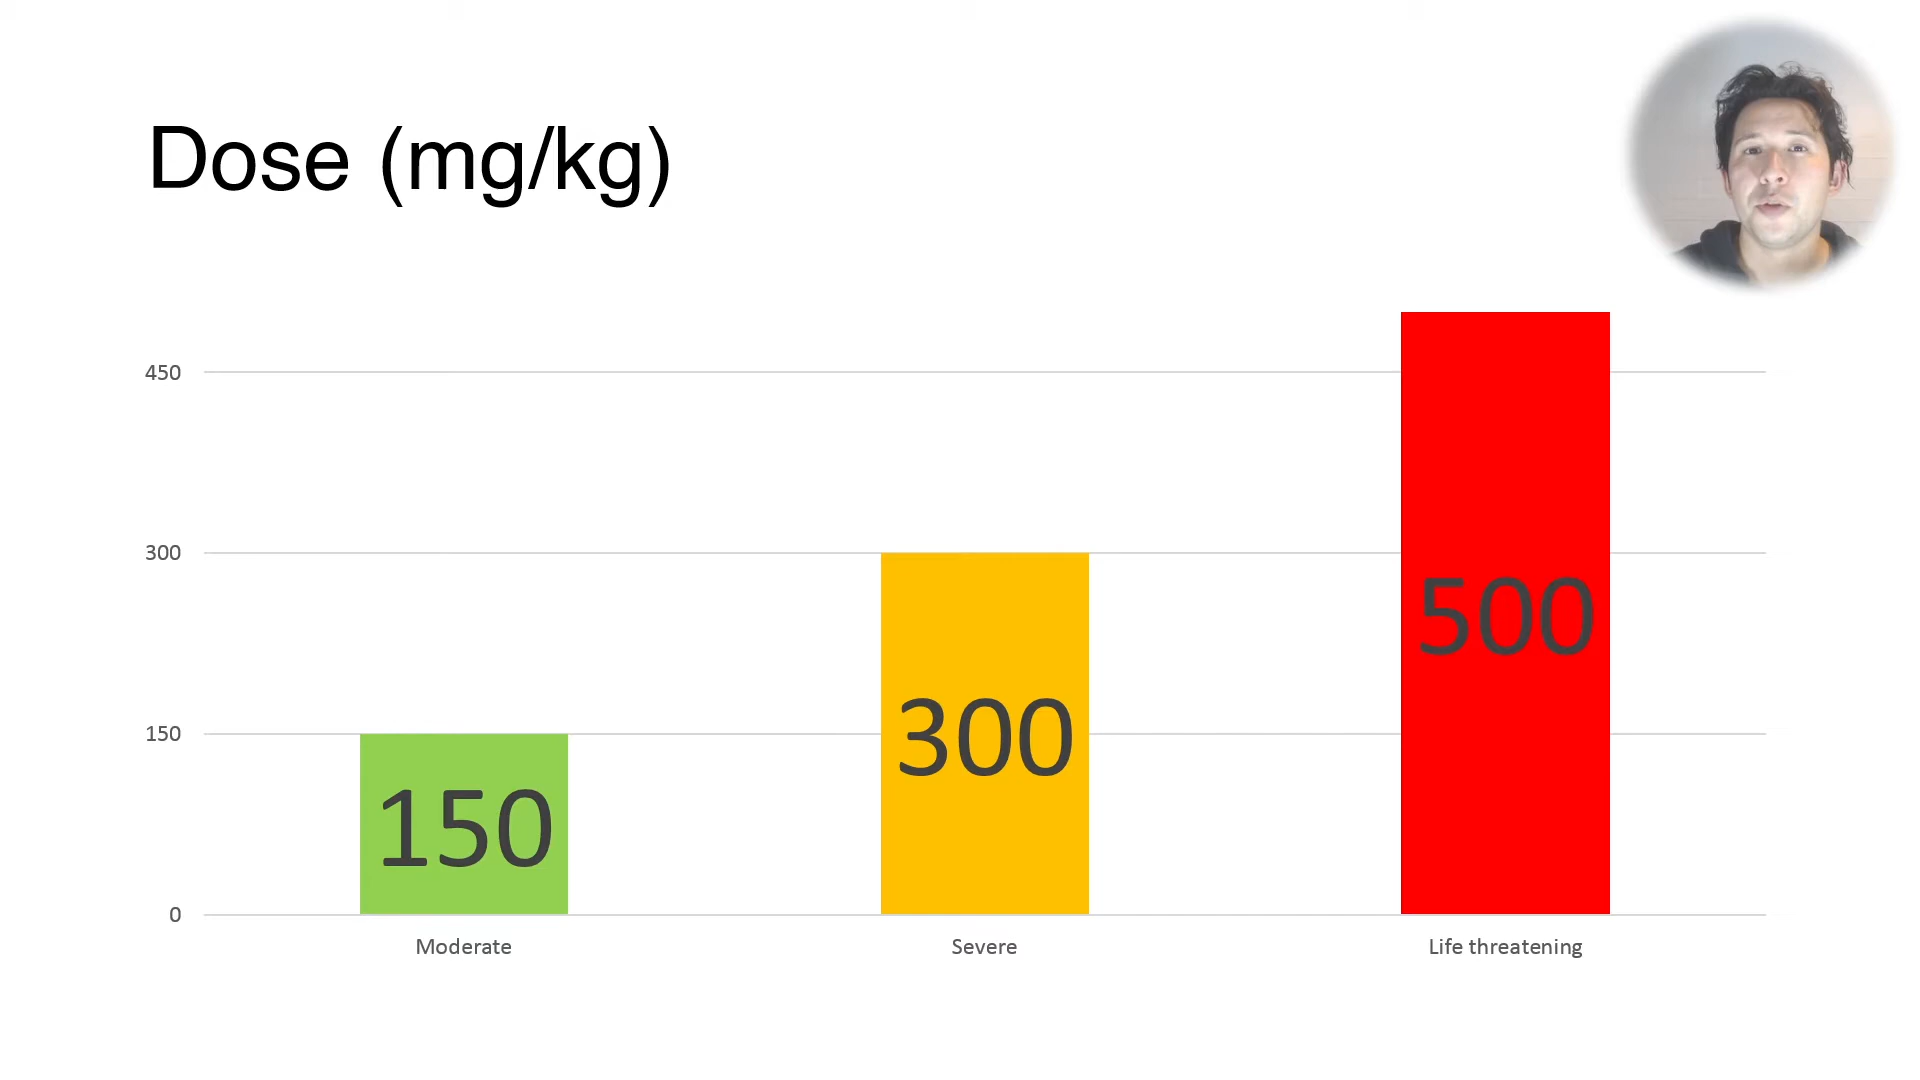 Dose (mg/kg)
450
300
150
0
150
300
500
Moderate
Severe
Life threatening